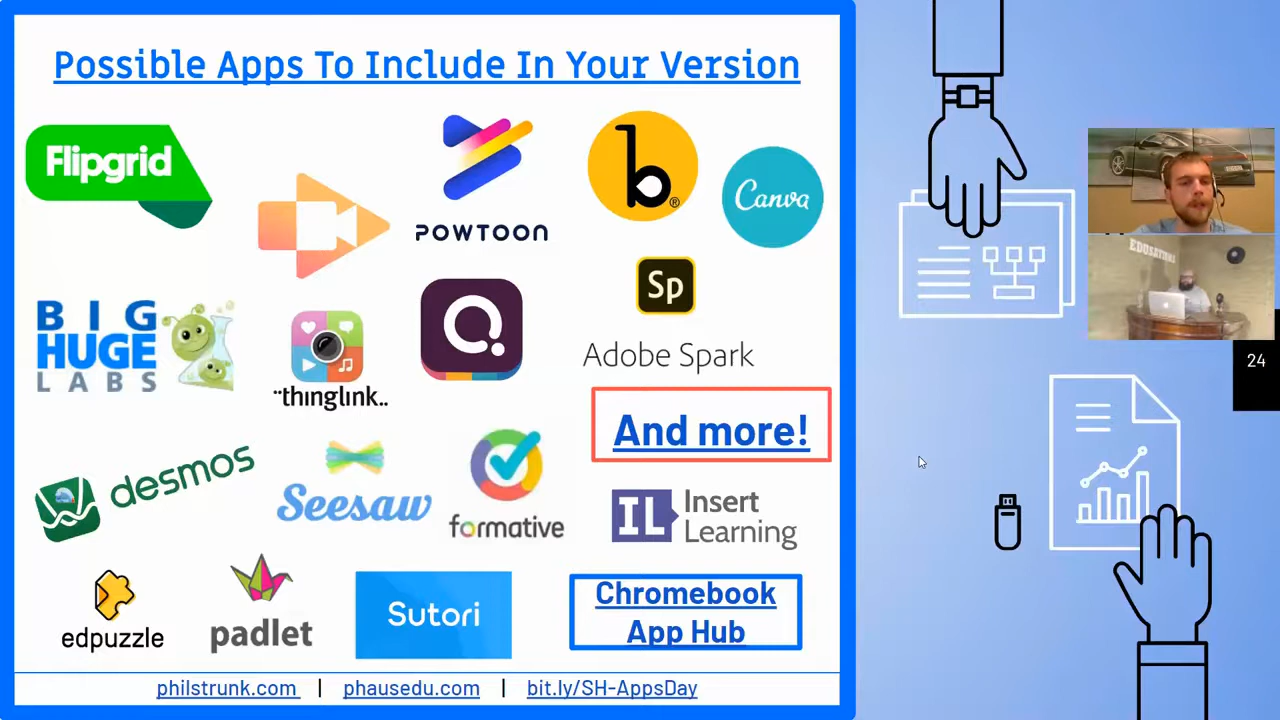 Possible Apps To Include In Your Version
Flipgrid
POWTOON
b®
Canva
BIG
HUGE
LABS
¨thinglink..
Q
Sp
Adobe Spark
And more!
desmos
Seesaw
formative
IL Insert
Learning
edpuzzle
padlet
Sutori
Chromebook
App Hub
philstrunk.com | phausedu.com | bit.ly/SH-AppsDay
24